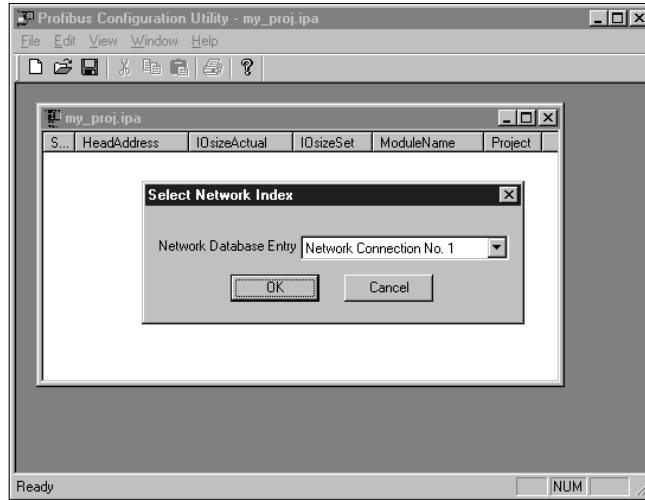 Profibus Configuration Utility - my_proj.ipa
File Edit View Window Help
my_proj.ipa
S... HeadAddress IOsizeActual IOsizeSet ModuleName Project
Select Network Index
Network Database Entry Network Connection No. 1
OK Cancel
Ready NUM